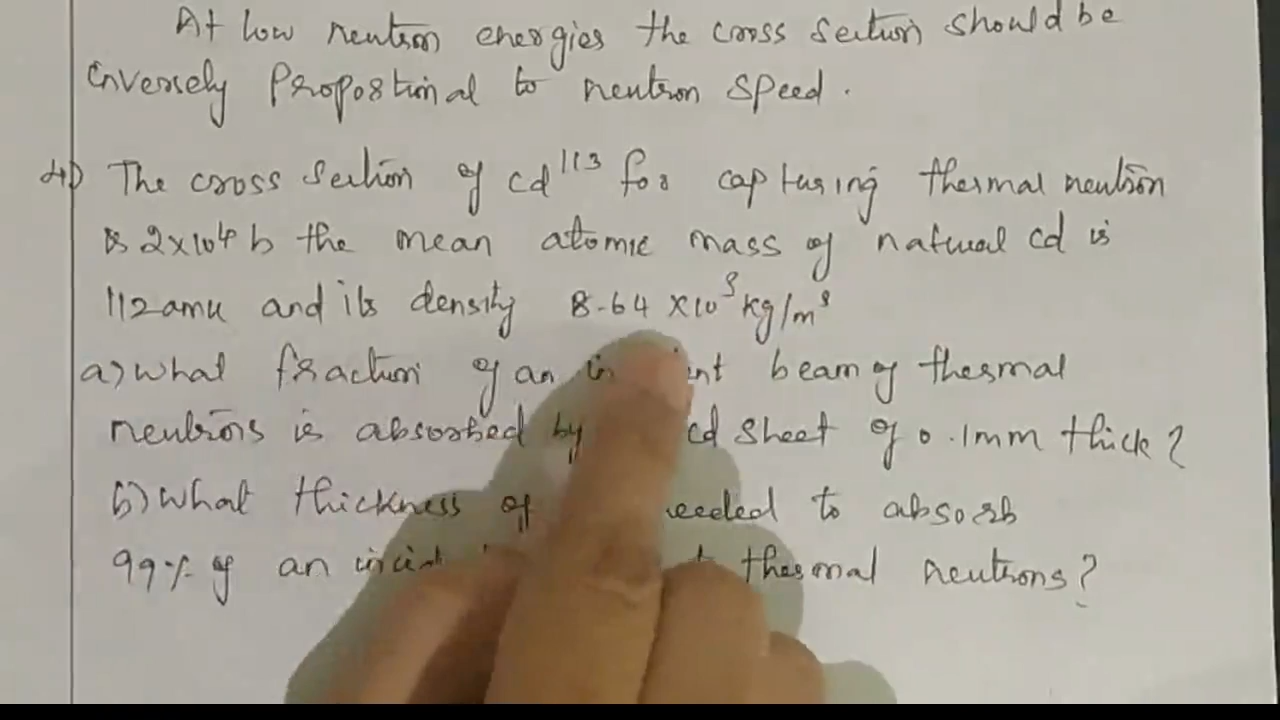 At low neutron energies the cross section should be
inversely proportional to neutron speed.
4) The cross section of cd¹¹³ for capturing thermal neutron
is 2x10⁴ b the mean atomic mass of natural cd is
112 amu and its density 8.64 x10³ kg/m³
a) what fraction of an beam of thermal
neutrons is absorbed by cd sheet of 0.1mm thick?
b) what thickness of to absorb
99% of an thermal neutrons?